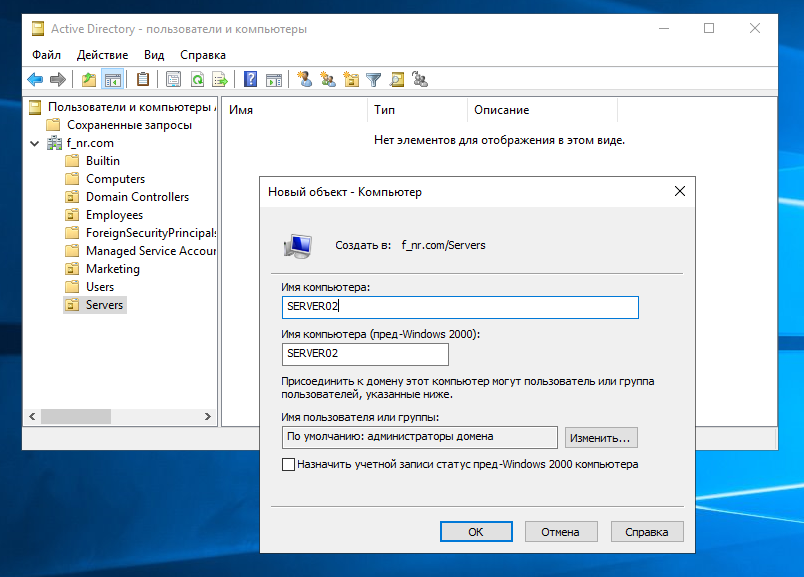 Active Directory - пользователи и компьютеры
Файл Действие Вид Справка
Пользователи и компьютеры
Сохраненные запросы
f_nr.com
Builtin
Computers
Domain Controllers
Employees
ForeignSecurityPrincipals
Managed Service Accour
Marketing
Users
Servers
Имя Тип Описание
Нет элементов для отображения в этом виде.
Новый объект - Компьютер
Создать в: f_nr.com/Servers
Имя компьютера:
SERVER02
Имя компьютера (пред-Windows 2000):
SERVER02
Присоединить к домену этот компьютер могут пользователь или группа
пользователей, указанные ниже.
Имя пользователя или группы:
По умолчанию: администраторы домена
Изменить...
Назначить учетной записи статус пред-Windows 2000 компьютера
ОК Отмена Справка